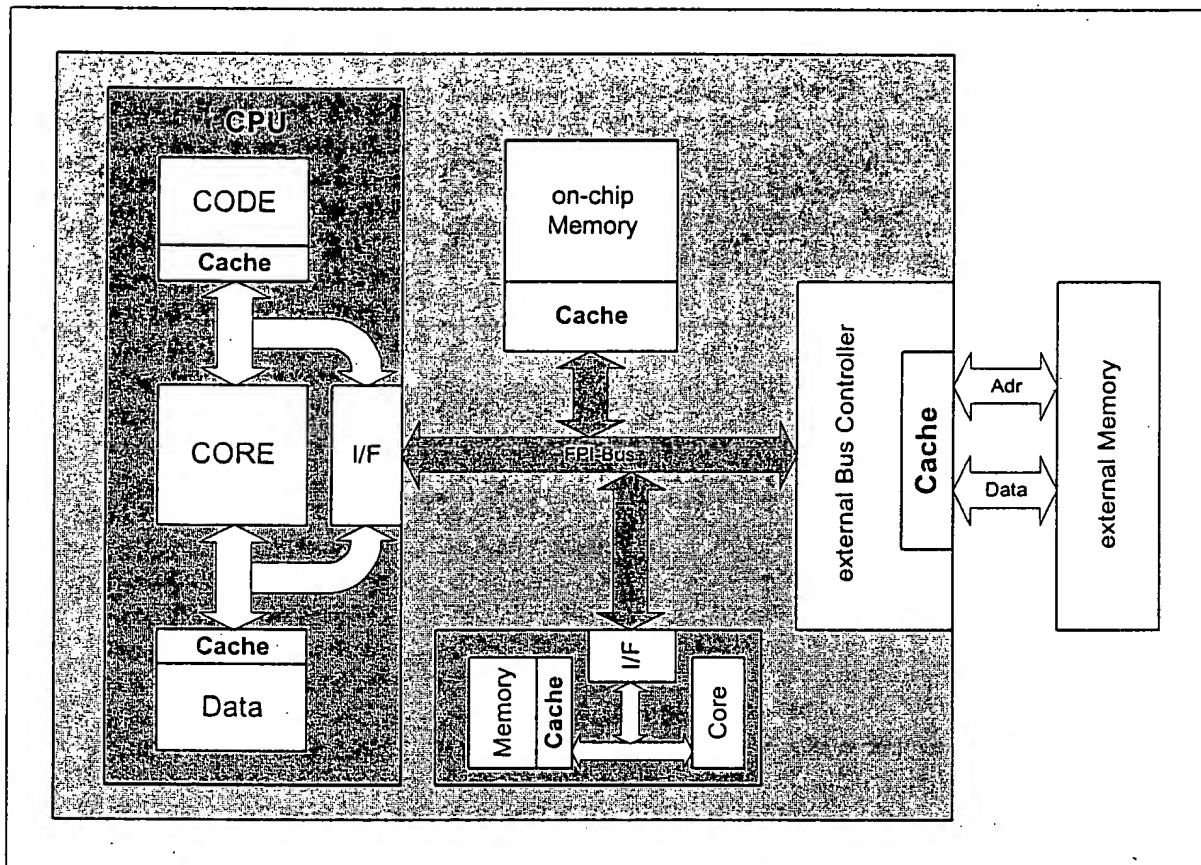 CPU
CODE
Cache
CORE
I/F
Cache
Data
on-chip
Memory
Cache
FPI-Bus
Memory
Cache
I/F
Core
external Bus Controller
Cache
Adr
Data
external Memory